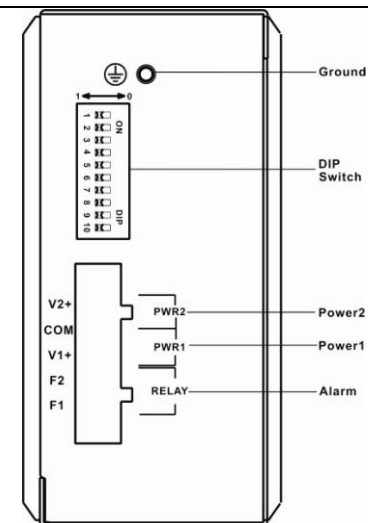 Ground
1 0
1 ON
2
3
4
5
6
7
8
9 DIP
10
DIP
Switch
V2+
PWR2
Power2
COM
V1+
PWR1
Power1
F2
RELAY
Alarm
F1